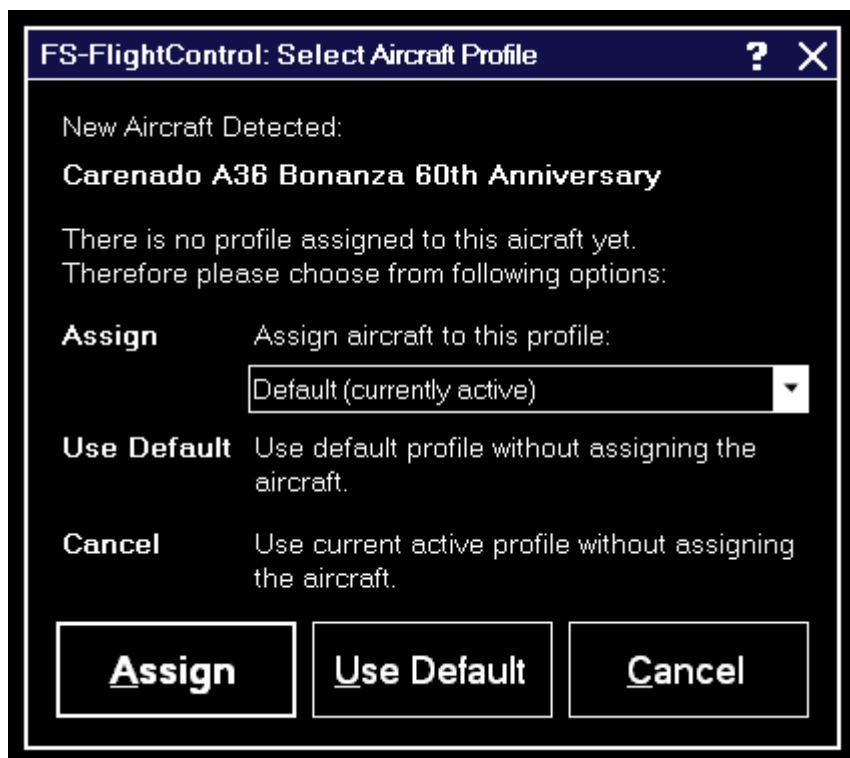 FS-FlightControl: Select Aircraft Profile ? X
New Aircraft Detected:
Carenado A36 Bonanza 60th Anniversary
There is no profile assigned to this aicraft yet.
Therefore please choose from following options:
Assign Assign aircraft to this profile:
Default (currently active)
Use Default Use default profile without assigning the
aircraft.
Cancel Use current active profile without assigning
the aircraft.
Assign Use Default Cancel